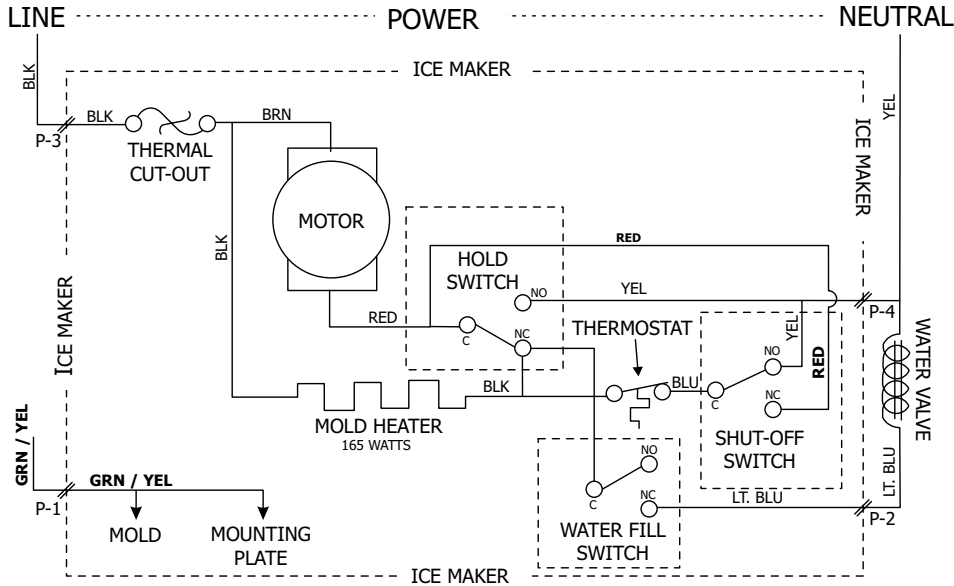 LINE POWER NEUTRAL
ICE MAKER
BLK
YEL
P-3
BLK
BRN
THERMAL
CUT-OUT
ICE MAKER
MOTOR
BLK
RED
HOLD
SWITCH
RED
NO
YEL
P-4
C
NC
THERMOSTAT
YEL
RED
WATER VALVE
ICE MAKER
NO
BLK
BLU
C
NC
MOLD HEATER
165 WATTS
SHUT-OFF
SWITCH
GRN / YEL
GRN / YEL
P-1
MOLD
MOUNTING
PLATE
NO
C
NC
LT. BLU
LT. BLU
P-2
WATER FILL
SWITCH
ICE MAKER